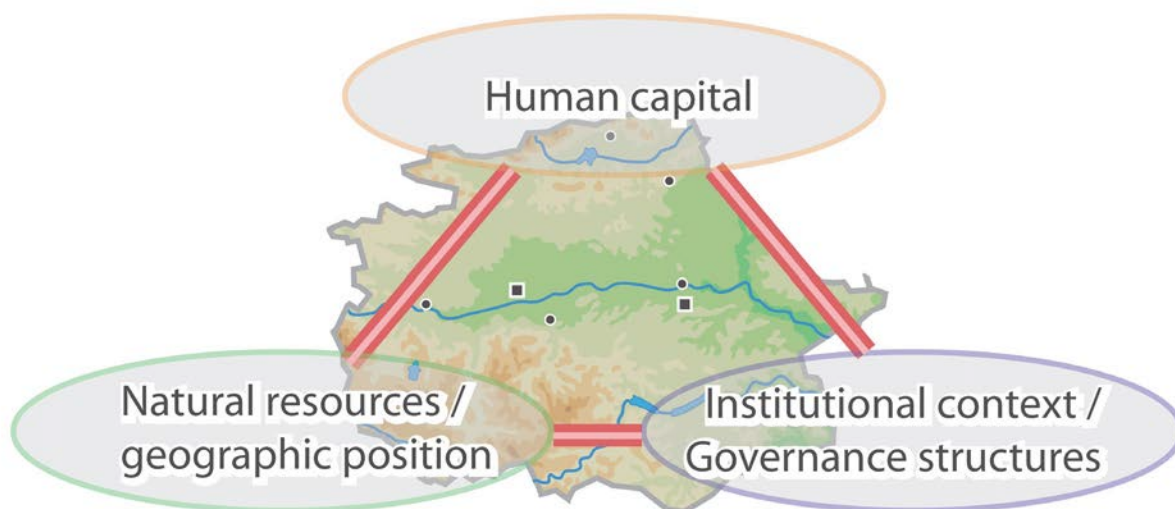 Human capital
Natural resources /
geographic position
Institutional context /
Governance structures